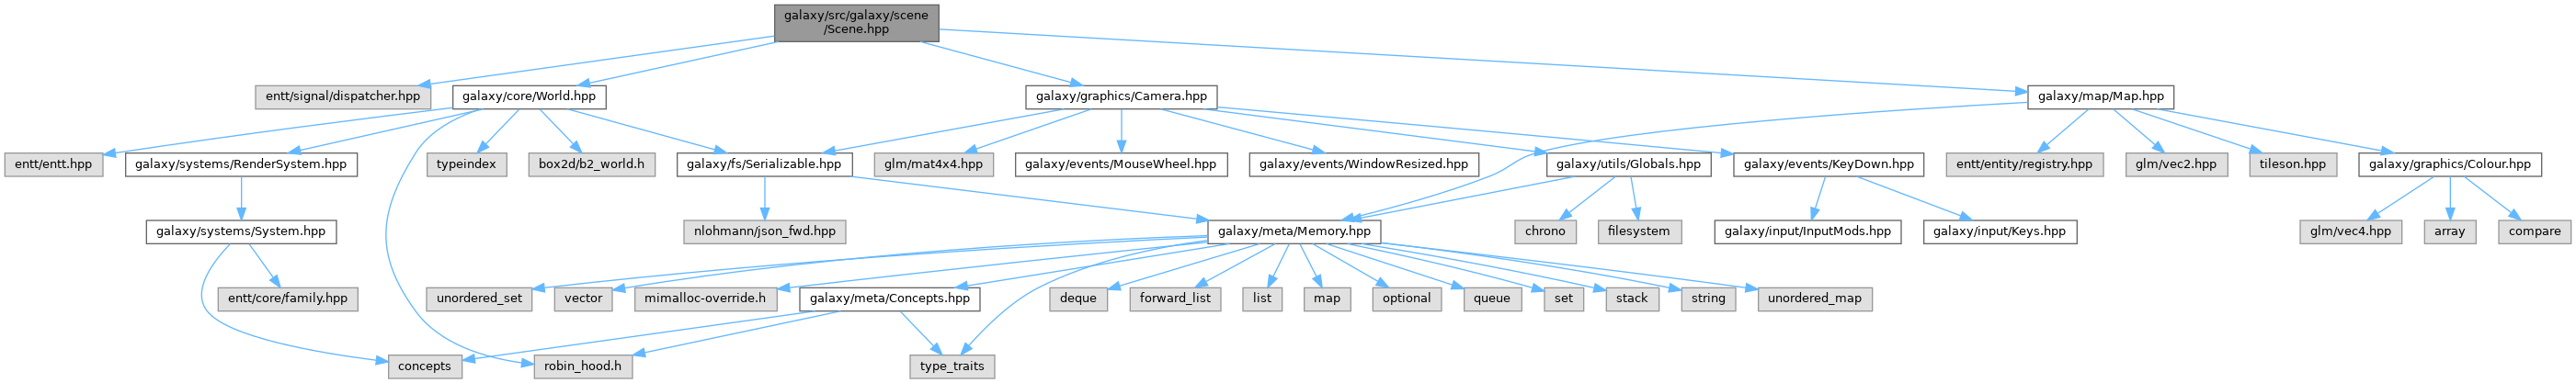 galaxy/src/galaxy/scene
/Scene.hpp
entt/signal/dispatcher.hpp
galaxy/core/World.hpp
galaxy/graphics/Camera.hpp
galaxy/map/Map.hpp
entt/entt.hpp
galaxy/systems/RenderSystem.hpp
typeindex
box2d/b2_world.h
galaxy/fs/Serializable.hpp
glm/mat4x4.hpp
galaxy/events/MouseWheel.hpp
galaxy/events/WindowResized.hpp
galaxy/utils/Globals.hpp
galaxy/events/KeyDown.hpp
entt/entity/registry.hpp
glm/vec2.hpp
tileson.hpp
galaxy/graphics/Colour.hpp
galaxy/systems/System.hpp
nlohmann/json_fwd.hpp
galaxy/meta/Memory.hpp
chrono
filesystem
galaxy/input/InputMods.hpp
galaxy/input/Keys.hpp
glm/vec4.hpp
array
compare
entt/core/family.hpp
unordered_set
vector
mimalloc-override.h
galaxy/meta/Concepts.hpp
deque
forward_list
list
map
optional
queue
set
stack
string
unordered_map
concepts
robin_hood.h
type_traits